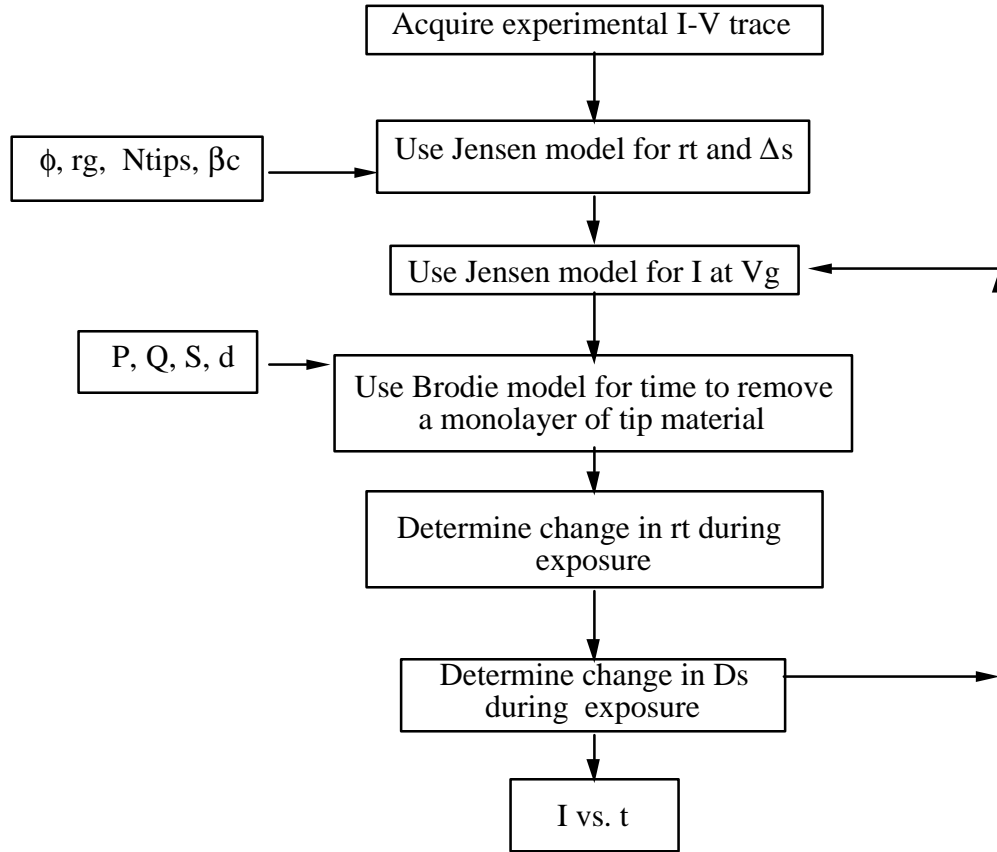 Acquire experimental I-V trace
Use Jensen model for rt and Δs
ϕ, rg, Ntips, βc
Use Jensen model for I at Vg
P, Q, S, d
Use Brodie model for time to remove
a monolayer of tip material
Determine change in rt during
exposure
Determine change in Ds
during exposure
I vs. t